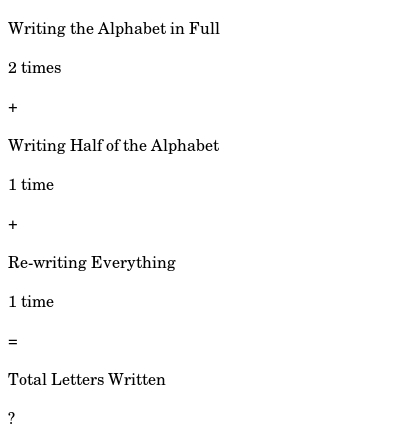 Writing the Alphabet in Full
2 times
+
Writing Half of the Alphabet
1 time
+
Re-writing Everything
1 time
=
Total Letters Written
?